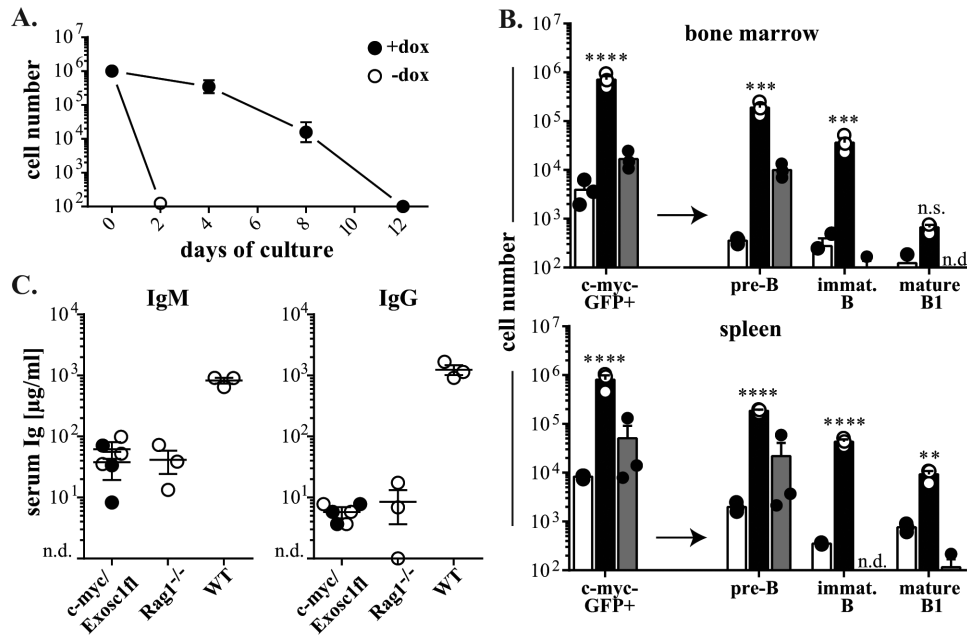 A.
10^7
10^6
10^5
10^4
10^3
10^2
cell number
+dox
-dox
0 2 4 6 8 10 12
days of culture
B.
bone marrow
10^7
10^6
10^5
10^4
10^3
10^2
**** *** *** n.s. n.d.
c-myc- GFP+
pre-B
immat. B
mature B1
cell number
spleen
10^7
10^6
10^5
10^4
10^3
10^2
**** **** **** n.d. **
c-myc- GFP+
pre-B
immat. B
mature B1
C.
IgM
10^4
10^3
10^2
10^1
n.d.
serum Ig [µg/ml]
c-myc/ Exosc1fl
Rag1-/-
WT
IgG
10^4
10^3
10^2
10^1
n.d.
c-myc/ Exosc1fl
Rag1-/-
WT